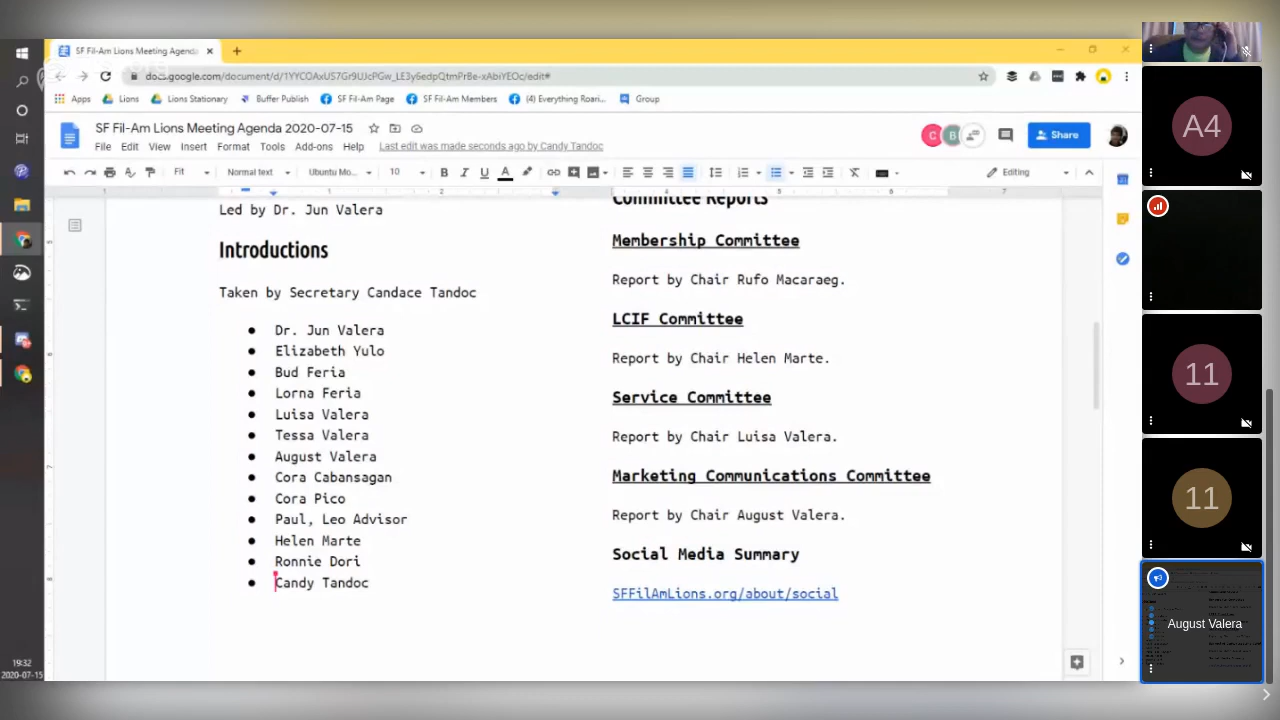 SF Fil-Am Lions Meeting Agenda
docs.google.com/document/d/1YYCQAxUS7Gr9UJcPGw_LE3y6edpQtmPrBe-xAbiYEOc/edit#
Apps
Lions
Lions Stationary
Buffer Publish
SF Fil-Am Page
SF Fil-Am Members
(4) Everything Roari...
Group
SF Fil-Am Lions Meeting Agenda 2020-07-15
File Edit View Insert Format Tools Add-ons Help
Last edit was made seconds ago by Candy Tandoc
C
B
Share
Fit
Normal text
Ubuntu Mo...
10
B I U A
Editing
1 1 2 4 5 6 7
Led by Dr. Jun Valera
Introductions
Taken by Secretary Candace Tandoc
● Dr. Jun Valera
● Elizabeth Yulo
● Bud Feria
● Lorna Feria
● Luisa Valera
● Tessa Valera
● August Valera
● Cora Cabansagan
● Cora Pico
● Paul, Leo Advisor
● Helen Marte
● Ronnie Dori
● Candy Tandoc
Committee Reports
Membership Committee
Report by Chair Rufo Macaraeg.
LCIF Committee
Report by Chair Helen Marte.
Service Committee
Report by Chair Luisa Valera.
Marketing Communications Committee
Report by Chair August Valera.
Social Media Summary
SFFilAmLions.org/about/social
A4
11
11
August Valera
19:32
2020-07-15